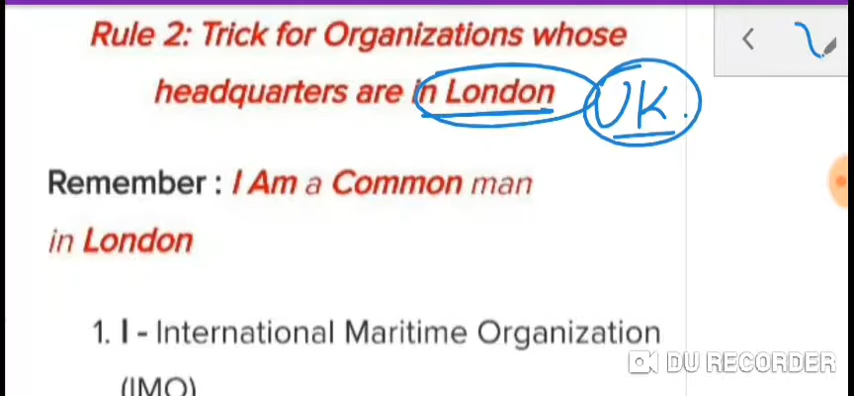 Rule 2: Trick for Organizations whose
headquarters are in London UK.
Remember : I Am a Common man
in London
1. I - International Maritime Organization
(IMO)
DU RECORDER